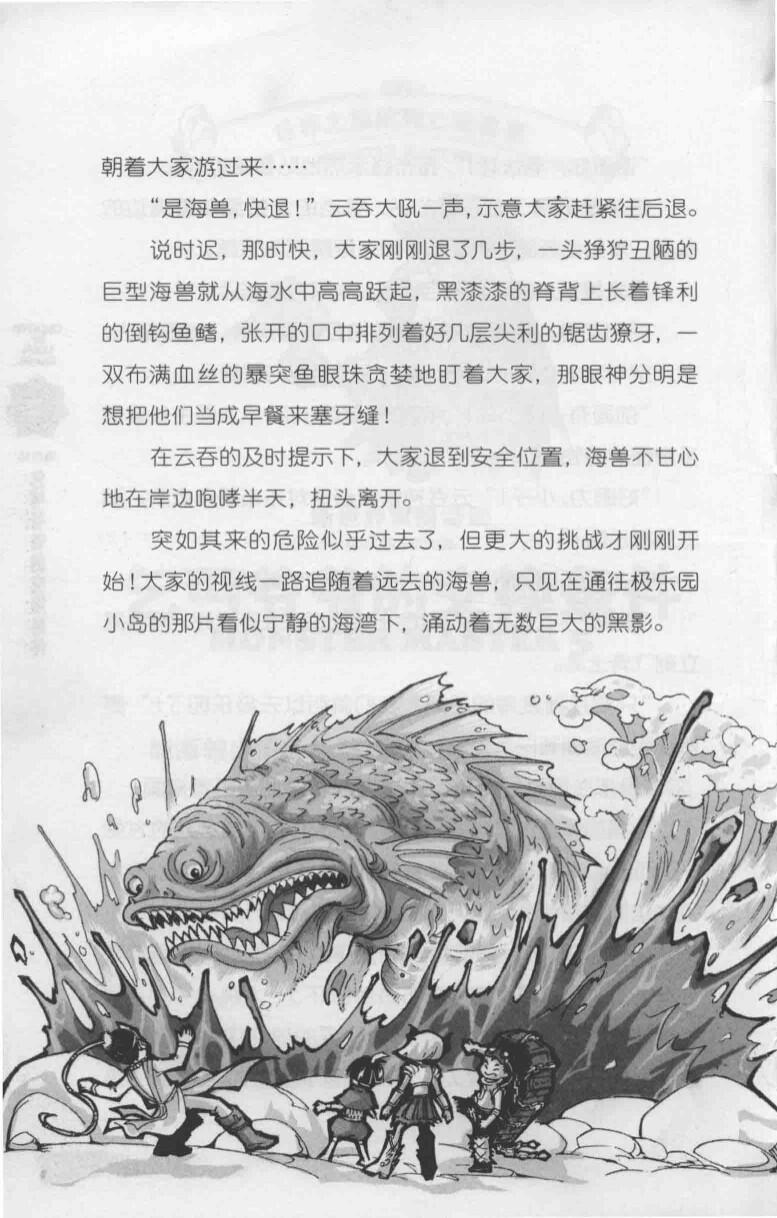 朝着大家游过来……
“是海兽，快退！”云吞大吼一声，示意大家赶紧往后退。
说时迟，那时快，大家刚刚退了几步，一头狰狞丑陋的
巨型海兽就从海水中高高跃起，黑漆漆的脊背上长着锋利
的倒钩鱼鳍，张开的口中排列着好几层尖利的锯齿獠牙，一
双布满血丝的暴突鱼眼珠贪婪地盯着大家，那眼神分明是
想把他们当成早餐来塞牙缝！
在云吞的及时提示下，大家退到安全位置，海兽不甘心
地在岸边咆哮半天，扭头离开。
突如其来的危险似乎过去了，但更大的挑战才刚刚开
始！大家的视线一路追随着远去的海兽，只见在通往极乐园
小岛的那片看似宁静的海湾下，涌动着无数巨大的黑影。